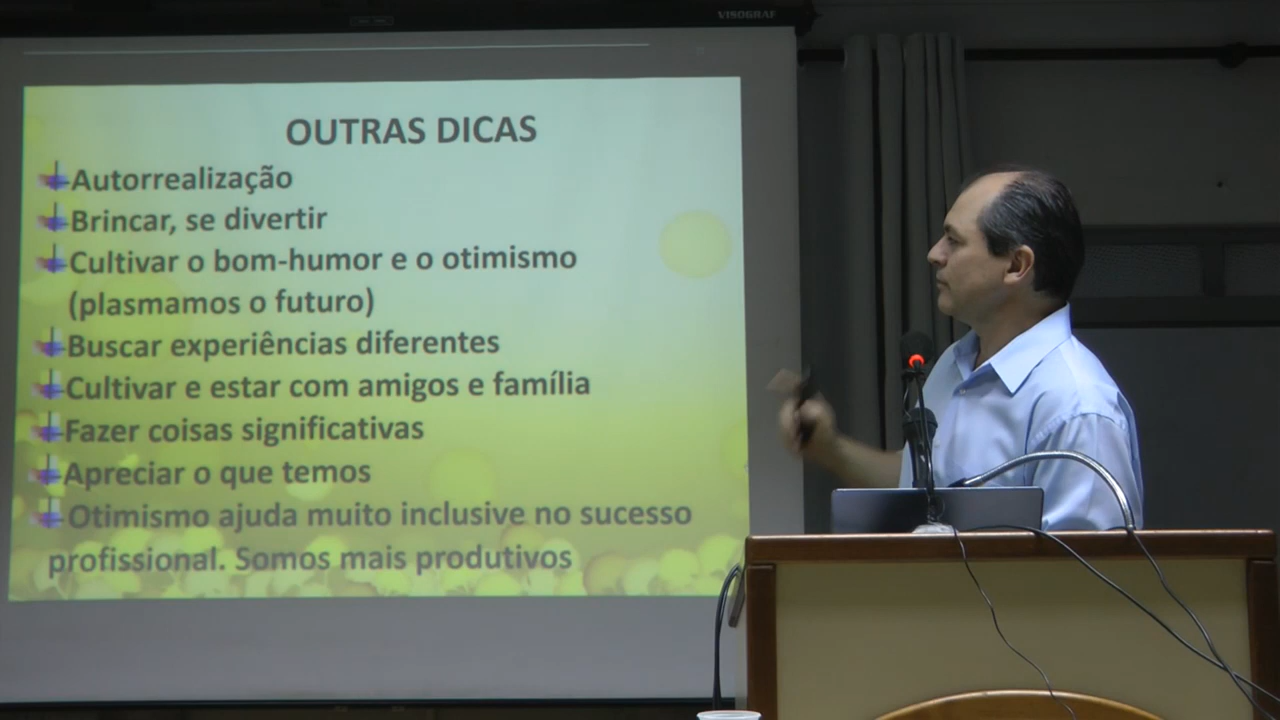 VISOGRAF
OUTRAS DICAS
Autorrealização
Brincar, se divertir
Cultivar o bom-humor e o otimismo
(plasmamos o futuro)
Buscar experiências diferentes
Cultivar e estar com amigos e família
Fazer coisas significativas
Apreciar o que temos
Otimismo ajuda muito inclusive no sucesso
profissional. Somos mais produtivos